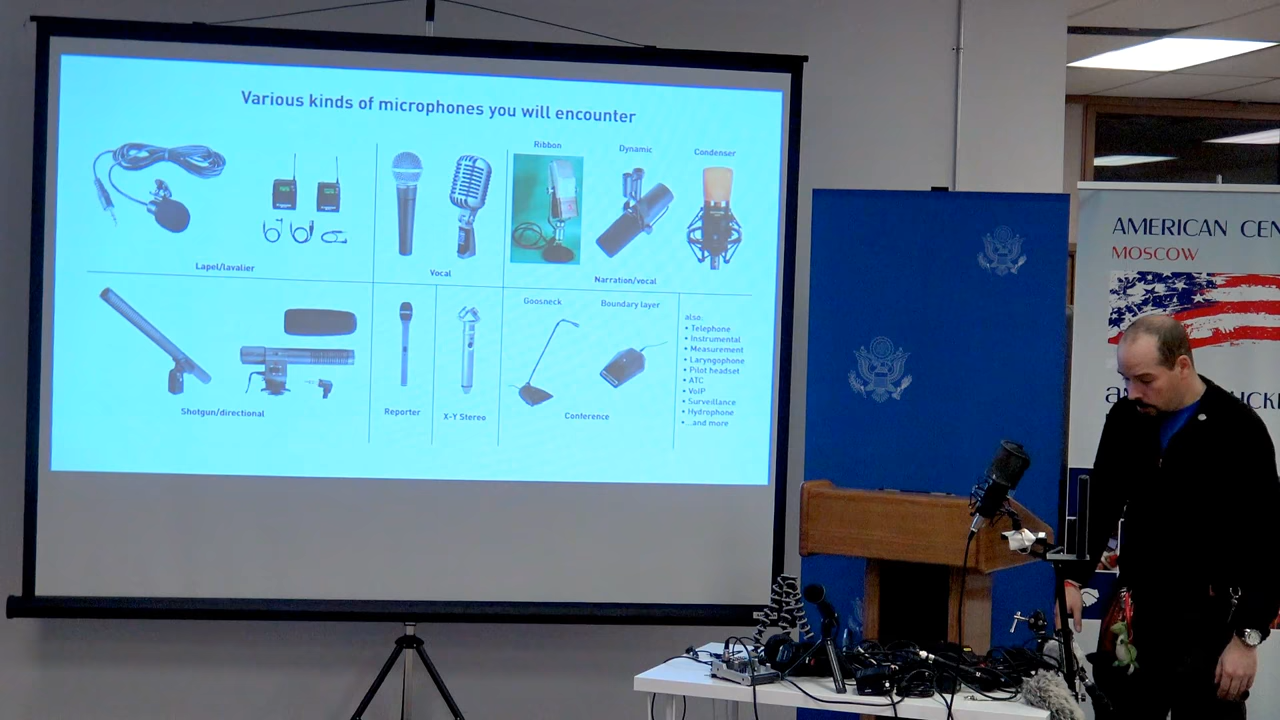 Various kinds of microphones you will encounter
Ribbon
Dynamic
Condenser
Lapel/lavalier
Vocal
Narration/vocal
Goosneck
Boundary layer
also:
• Telephone
• Instrumental
• Measurement
• Laryngophone
• Pilot headset
• ATC
• VoIP
• Surveillance
• Hydrophone
• ...and more
Shotgun/directional
Reporter
X-Y Stereo
Conference
AMERICAN CEN
MOSCOW